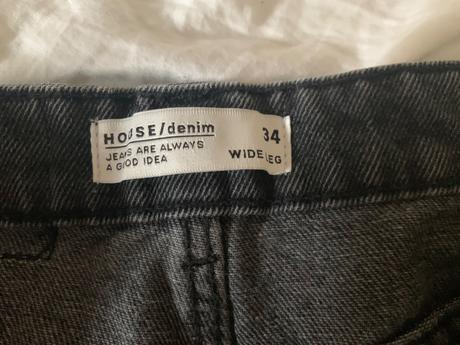 HOUSE/denim 34
JEANS ARE ALWAYS
A GOOD IDEA WIDE LEG